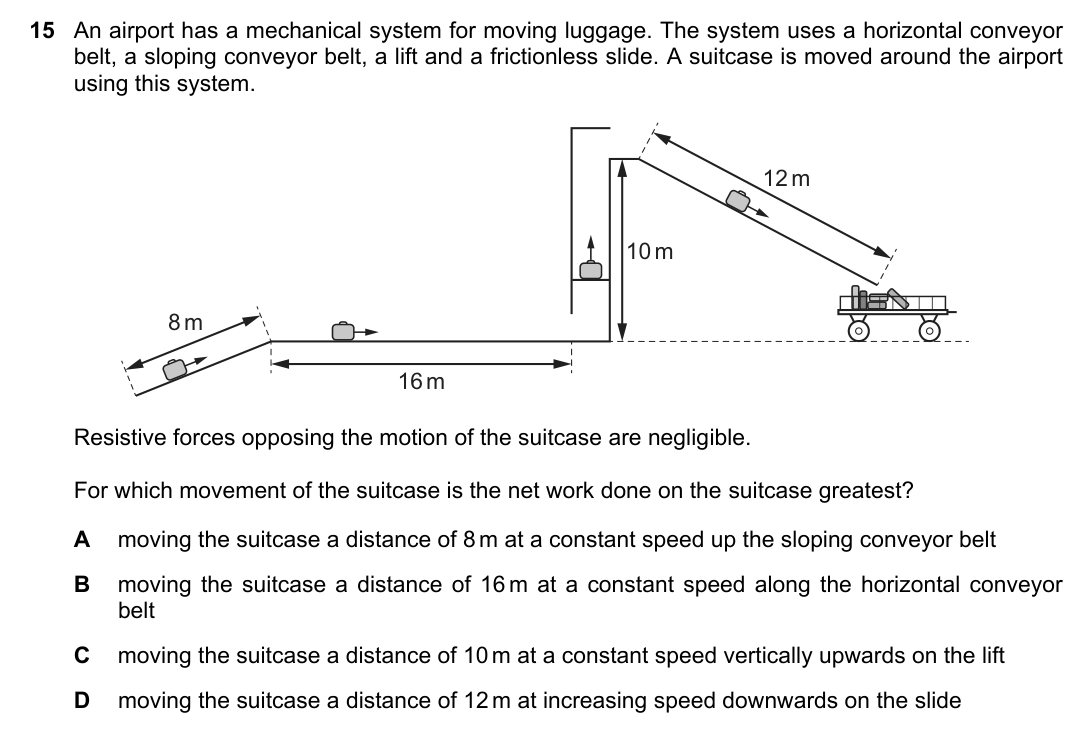 15 An airport has a mechanical system for moving luggage. The system uses a horizontal conveyor
belt, a sloping conveyor belt, a lift and a frictionless slide. A suitcase is moved around the airport
using this system.
12 m
10 m
8 m
16 m
Resistive forces opposing the motion of the suitcase are negligible.
For which movement of the suitcase is the net work done on the suitcase greatest?
A moving the suitcase a distance of 8 m at a constant speed up the sloping conveyor belt
B moving the suitcase a distance of 16 m at a constant speed along the horizontal conveyor
belt
C moving the suitcase a distance of 10 m at a constant speed vertically upwards on the lift
D moving the suitcase a distance of 12 m at increasing speed downwards on the slide